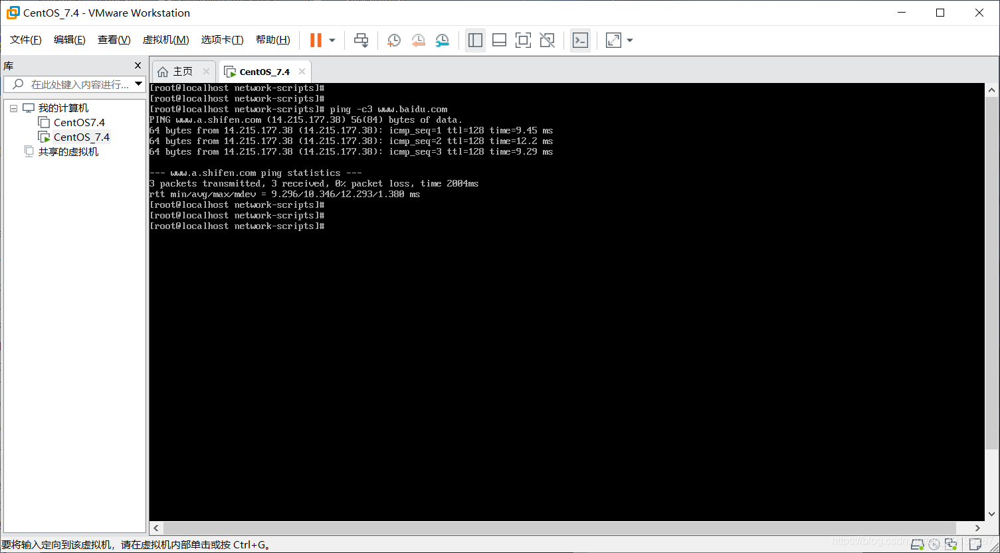 CentOS_7.4 - VMware Workstation
文件(F) 编辑(E) 查看(V) 虚拟机(M) 选项卡(T) 帮助(H)
库
在此处键入内容进行...
我的计算机
CentOS7.4
CentOS_7.4
共享的虚拟机
主页 CentOS_7.4
[root@localhost network-scripts]#
[root@localhost network-scripts]#
[root@localhost network-scripts]# ping -c3 www.baidu.com
PING www.a.shifen.com (14.215.177.38) 56(84) bytes of data.
64 bytes from 14.215.177.38 (14.215.177.38): icmp_seq=1 ttl=128 time=9.45 ms
64 bytes from 14.215.177.38 (14.215.177.38): icmp_seq=2 ttl=128 time=12.2 ms
64 bytes from 14.215.177.38 (14.215.177.38): icmp_seq=3 ttl=128 time=9.29 ms
--- www.a.shifen.com ping statistics ---
3 packets transmitted, 3 received, 0% packet loss, time 2004ms
rtt min/avg/max/mdev = 9.296/10.346/12.293/1.380 ms
[root@localhost network-scripts]#
[root@localhost network-scripts]#
[root@localhost network-scripts]#
要将输入定向到该虚拟机，请在虚拟机内部单击或按 Ctrl+G。